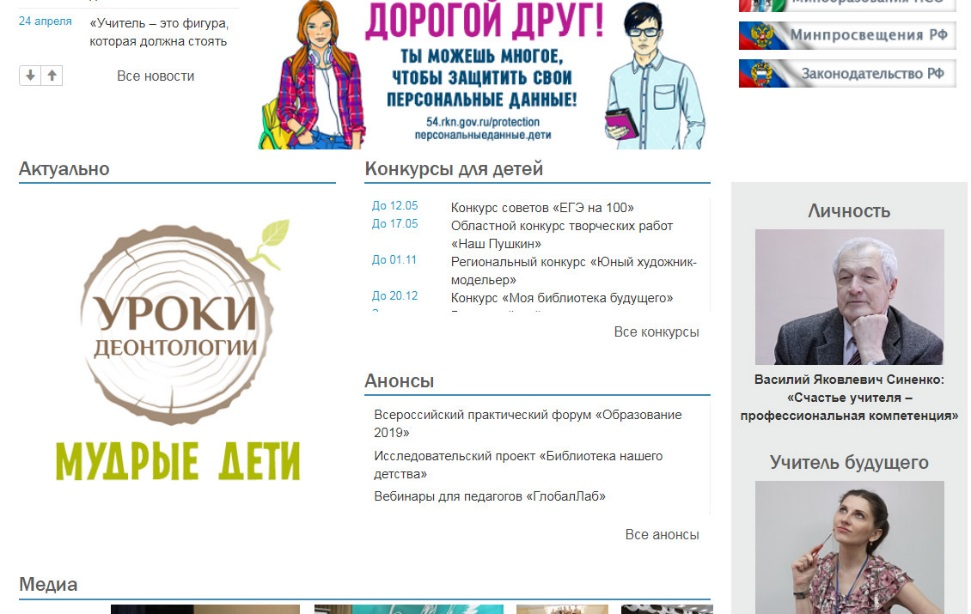 24 апреля
«Учитель – это фигура,
которая должна стоять
Все новости
ДОРОГОЙ ДРУГ!
ТЫ МОЖЕШЬ МНОГОЕ,
ЧТОБЫ ЗАЩИТИТЬ СВОИ
ПЕРСОНАЛЬНЫЕ ДАННЫЕ!
54.rkn.gov.ru/protection
персональныеданные.дети
Минобразования НСО
Минпросвещения РФ
Законодательство РФ
Актуально
УРОКИ
ДЕОНТОЛОГИИ
МУДРЫЕ ДЕТИ
Конкурсы для детей
До 12.05 Конкурс советов «ЕГЭ на 100»
До 17.05 Областной конкурс творческих работ
«Наш Пушкин»
До 01.11 Региональный конкурс «Юный художник-
модельер»
До 20.12 Конкурс «Моя библиотека будущего»
Все конкурсы
Анонсы
Всероссийский практический форум «Образование
2019»
Исследовательский проект «Библиотека нашего
детства»
Вебинары для педагогов «ГлобалЛаб»
Все анонсы
Личность
Василий Яковлевич Синенко:
«Счастье учителя –
профессиональная компетенция»
Учитель будущего
Медиа